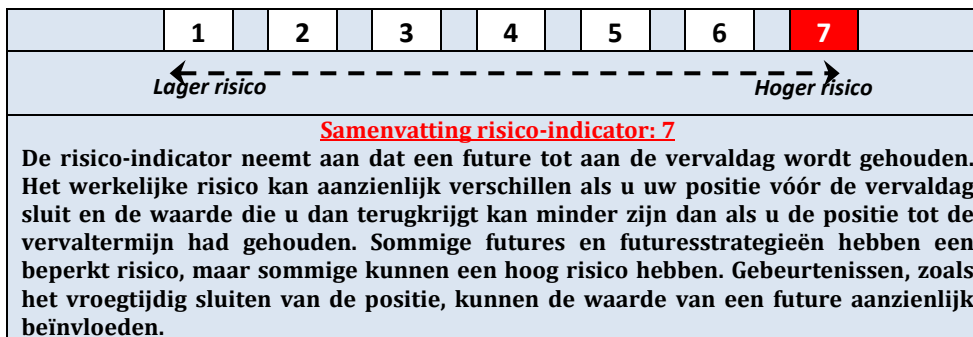 1 2 3 4 5 6 7
Lager risico Hoger risico
Samenvatting risico-indicator: 7
De risico-indicator neemt aan dat een future tot aan de vervaldag wordt gehouden.
Het werkelijke risico kan aanzienlijk verschillen als u uw positie vóór de vervaldag
sluit en de waarde die u dan terugkrijgt kan minder zijn dan als u de positie tot de
vervaltermijn had gehouden. Sommige futures en futuresstrategieën hebben een
beperkt risico, maar sommige kunnen een hoog risico hebben. Gebeurtenissen, zoals
het vroegtijdig sluiten van de positie, kunnen de waarde van een future aanzienlijk
beïnvloeden.